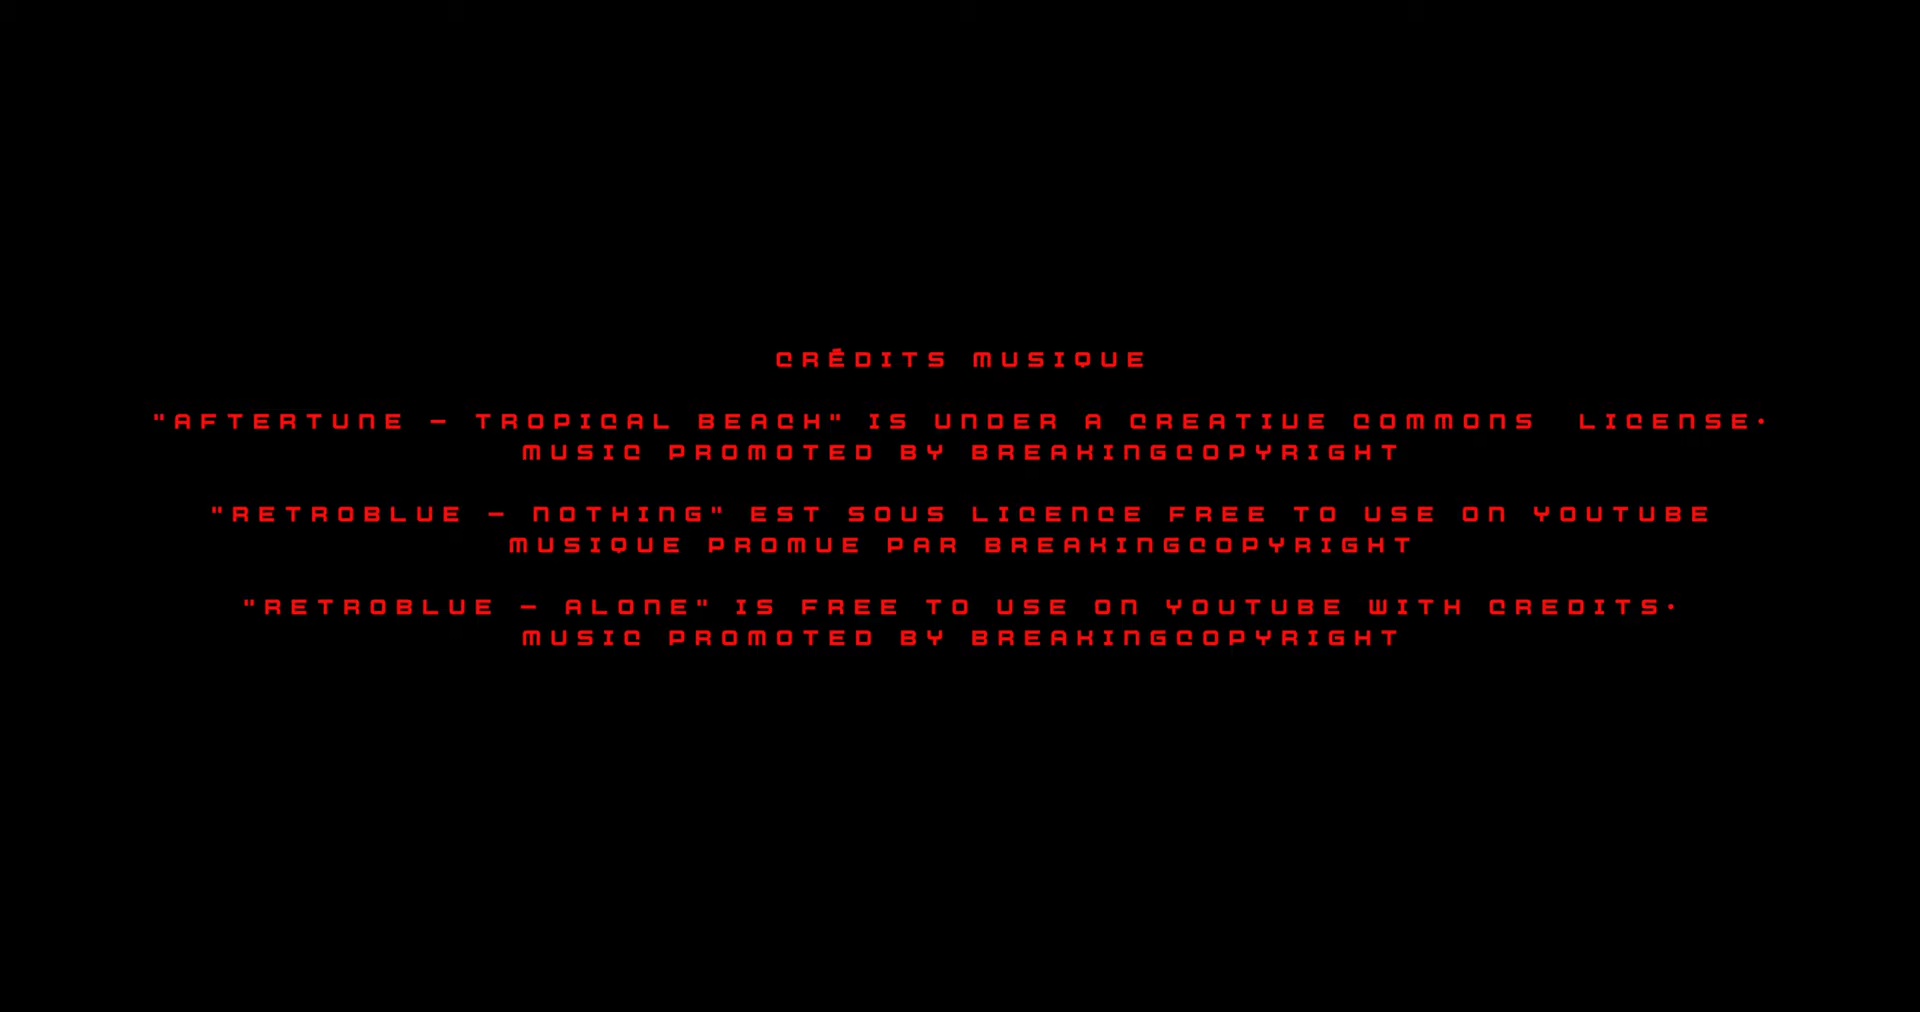 CRÉDITS MUSIQUE
"AFTERTUNE - TROPICAL BEACH" IS UNDER A CREATIVE COMMONS LICENSE.
MUSIC PROMOTED BY BREAKINGCOPYRIGHT
"RETROBLUE - NOTHING" EST SOUS LICENCE FREE TO USE ON YOUTUBE
MUSIQUE PROMUE PAR BREAKINGCOPYRIGHT
"RETROBLUE - ALONE" IS FREE TO USE ON YOUTUBE WITH CREDITS.
MUSIC PROMOTED BY BREAKINGCOPYRIGHT